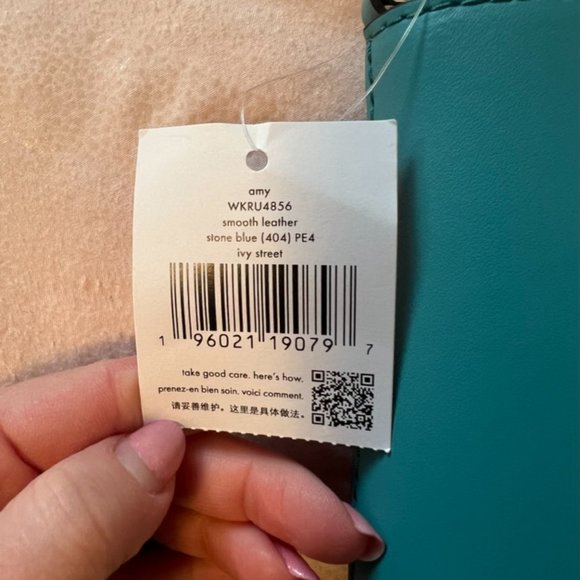 amy
WKRU4856
smooth leather
stone blue (404) PE4
ivy street
1 96021 19079 7
take good care. here's how.
prenez-en bien soin. voici comment.
请妥善维护。这里是具体做法。